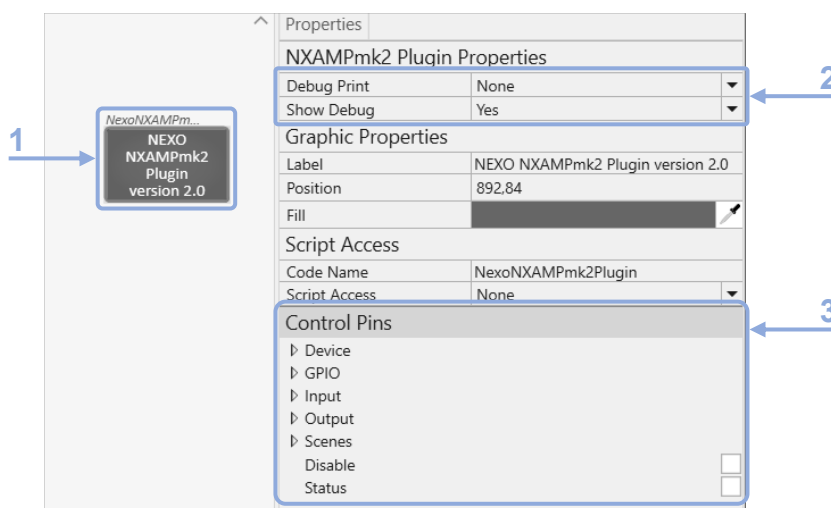 Properties
NXAMPmk2 Plugin Properties
Debug Print None
Show Debug Yes
2
NexoNXAMPm...
1
NEXO
NXAMPmk2
Plugin
version 2.0
Graphic Properties
Label NEXO NXAMPmk2 Plugin version 2.0
Position 892,84
Fill
Script Access
Code Name NexoNXAMPmk2Plugin
Script Access None
Control Pins
3
Device
GPIO
Input
Output
Scenes
Disable
Status